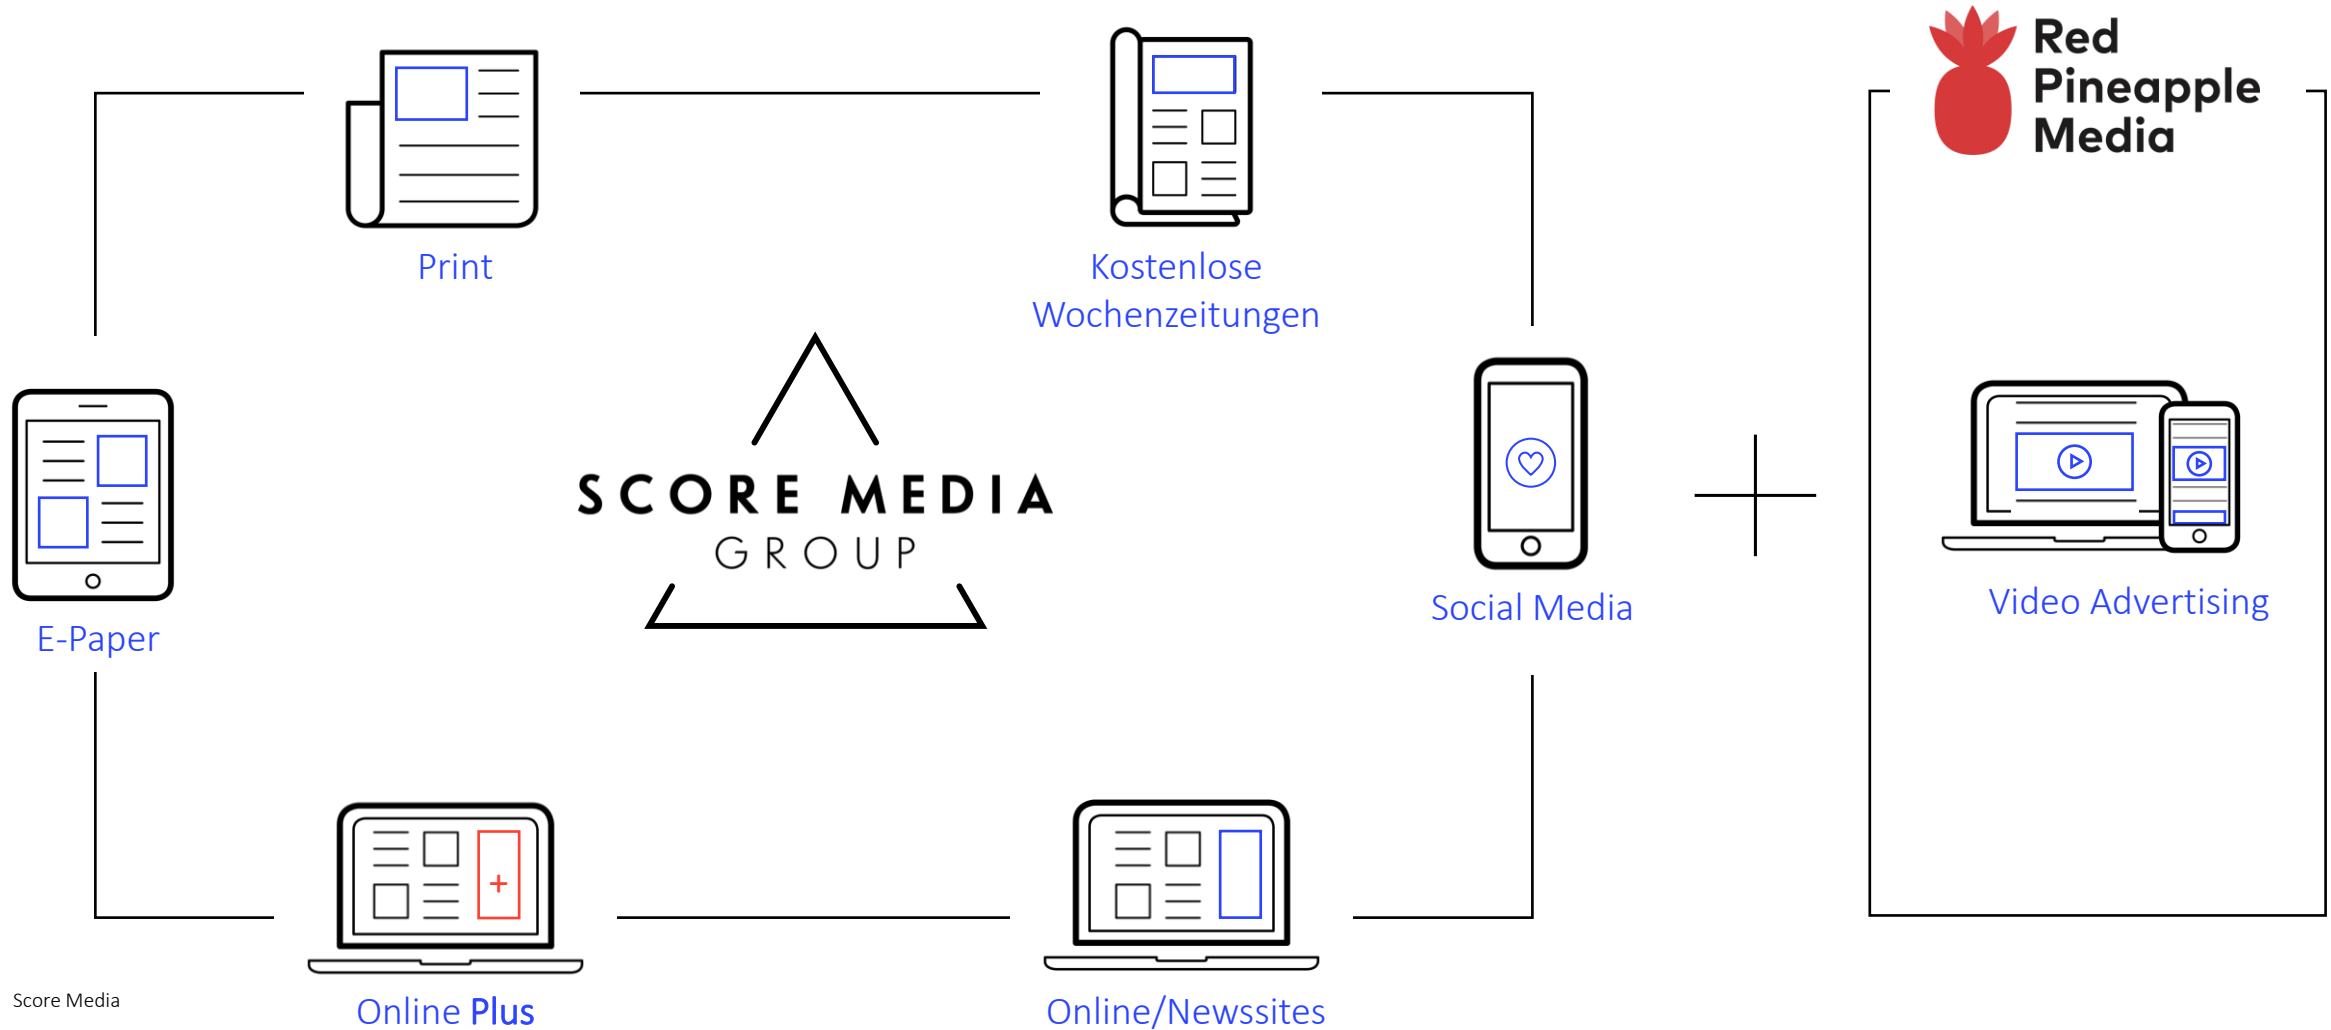 Red
Pineapple
Media
Print
Kostenlose
Wochenzeitungen
SCORE MEDIA
GROUP
E-Paper
Social Media
Video Advertising
Online Plus
Online/Newssites
Score Media